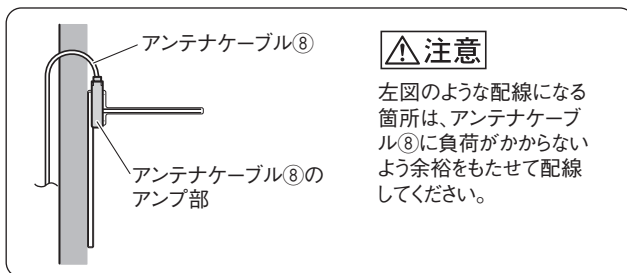 アンテナケーブル⑧
アンテナケーブル⑧の
アンプ部
注意
左図のような配線になる
箇所は、アンテナケーブ
ル⑧に負荷がかからない
よう余裕をもたせて配線
してください。